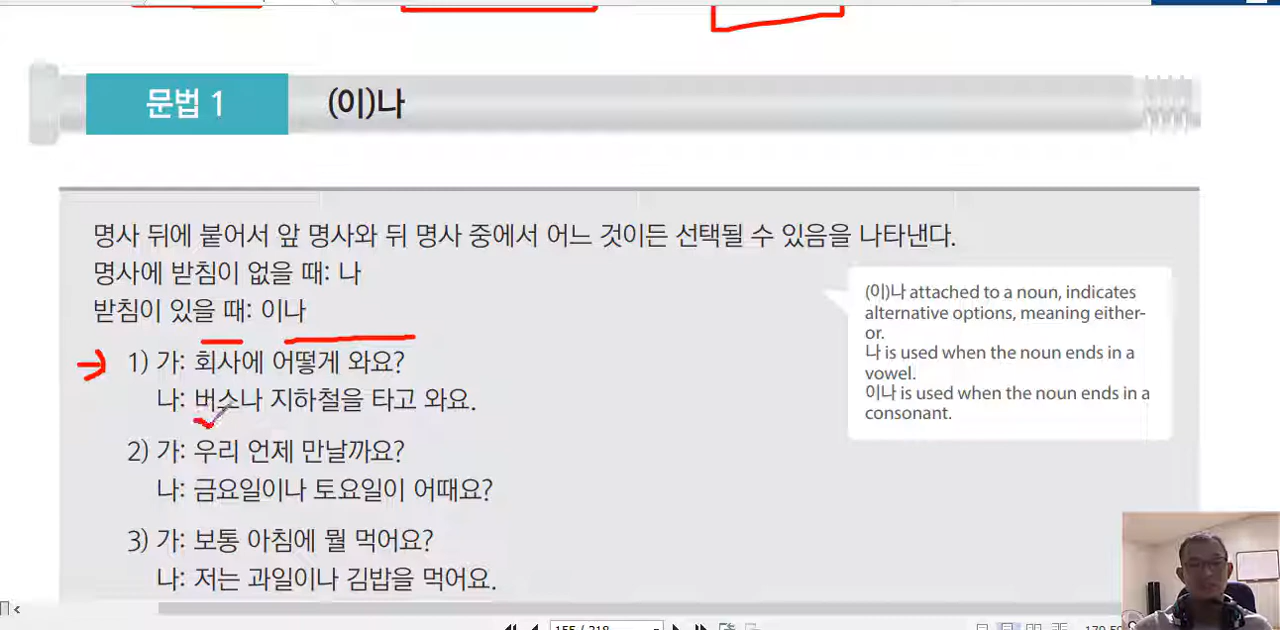 문법 1
(이)나
명사 뒤에 붙어서 앞 명사와 뒤 명사 중에서 어느 것이든 선택될 수 있음을 나타낸다.
명사에 받침이 없을 때: 나
받침이 있을 때: 이나
1) 가: 회사에 어떻게 와요?
나: 버스나 지하철을 타고 와요.
2) 가: 우리 언제 만날까요?
나: 금요일이나 토요일이 어때요?
3) 가: 보통 아침에 뭘 먹어요?
나: 저는 과일이나 김밥을 먹어요.
(이)나 attached to a noun, indicates
alternative options, meaning either-
or.
나 is used when the noun ends in a
vowel.
이나 is used when the noun ends in a
consonant.
155 / 218